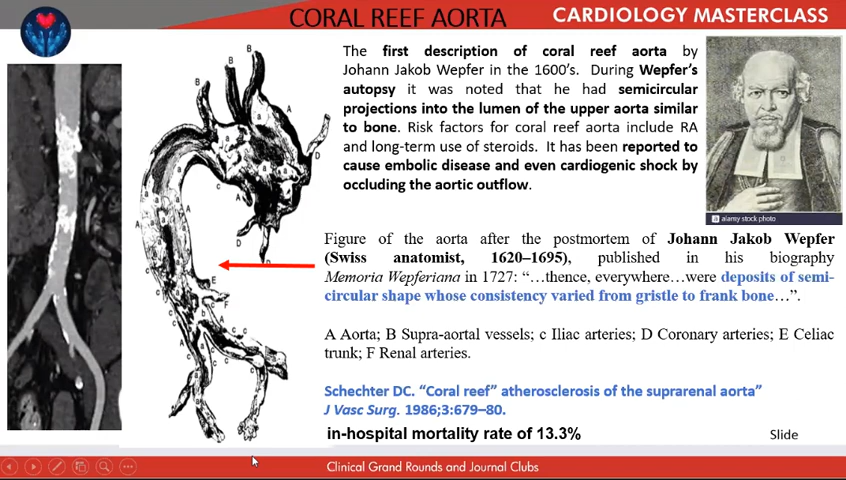 CORAL REEF AORTA
CARDIOLOGY MASTERCLASS
The first description of coral reef aorta by
Johann Jakob Wepfer in the 1600's. During Wepfer's
autopsy it was noted that he had semicircular
projections into the lumen of the upper aorta similar
to bone. Risk factors for coral reef aorta include RA
and long-term use of steroids. It has been reported to
cause embolic disease and even cardiogenic shock by
occluding the aortic outflow.
a alamy stock photo
Figure of the aorta after the postmortem of Johann Jakob Wepfer
(Swiss anatomist, 1620–1695), published in his biography
Memoria Wepferiana in 1727: “…thence, everywhere…were deposits of semi-
circular shape whose consistency varied from gristle to frank bone…”.
A Aorta; B Supra-aortal vessels; c Iliac arteries; D Coronary arteries; E Celiac
trunk; F Renal arteries.
Schechter DC. “Coral reef” atherosclerosis of the suprarenal aorta”
J Vasc Surg. 1986;3:679–80.
in-hospital mortality rate of 13.3%
Slide
Clinical Grand Rounds and Journal Clubs
B
B
B
A
D
D
D
A
E
F